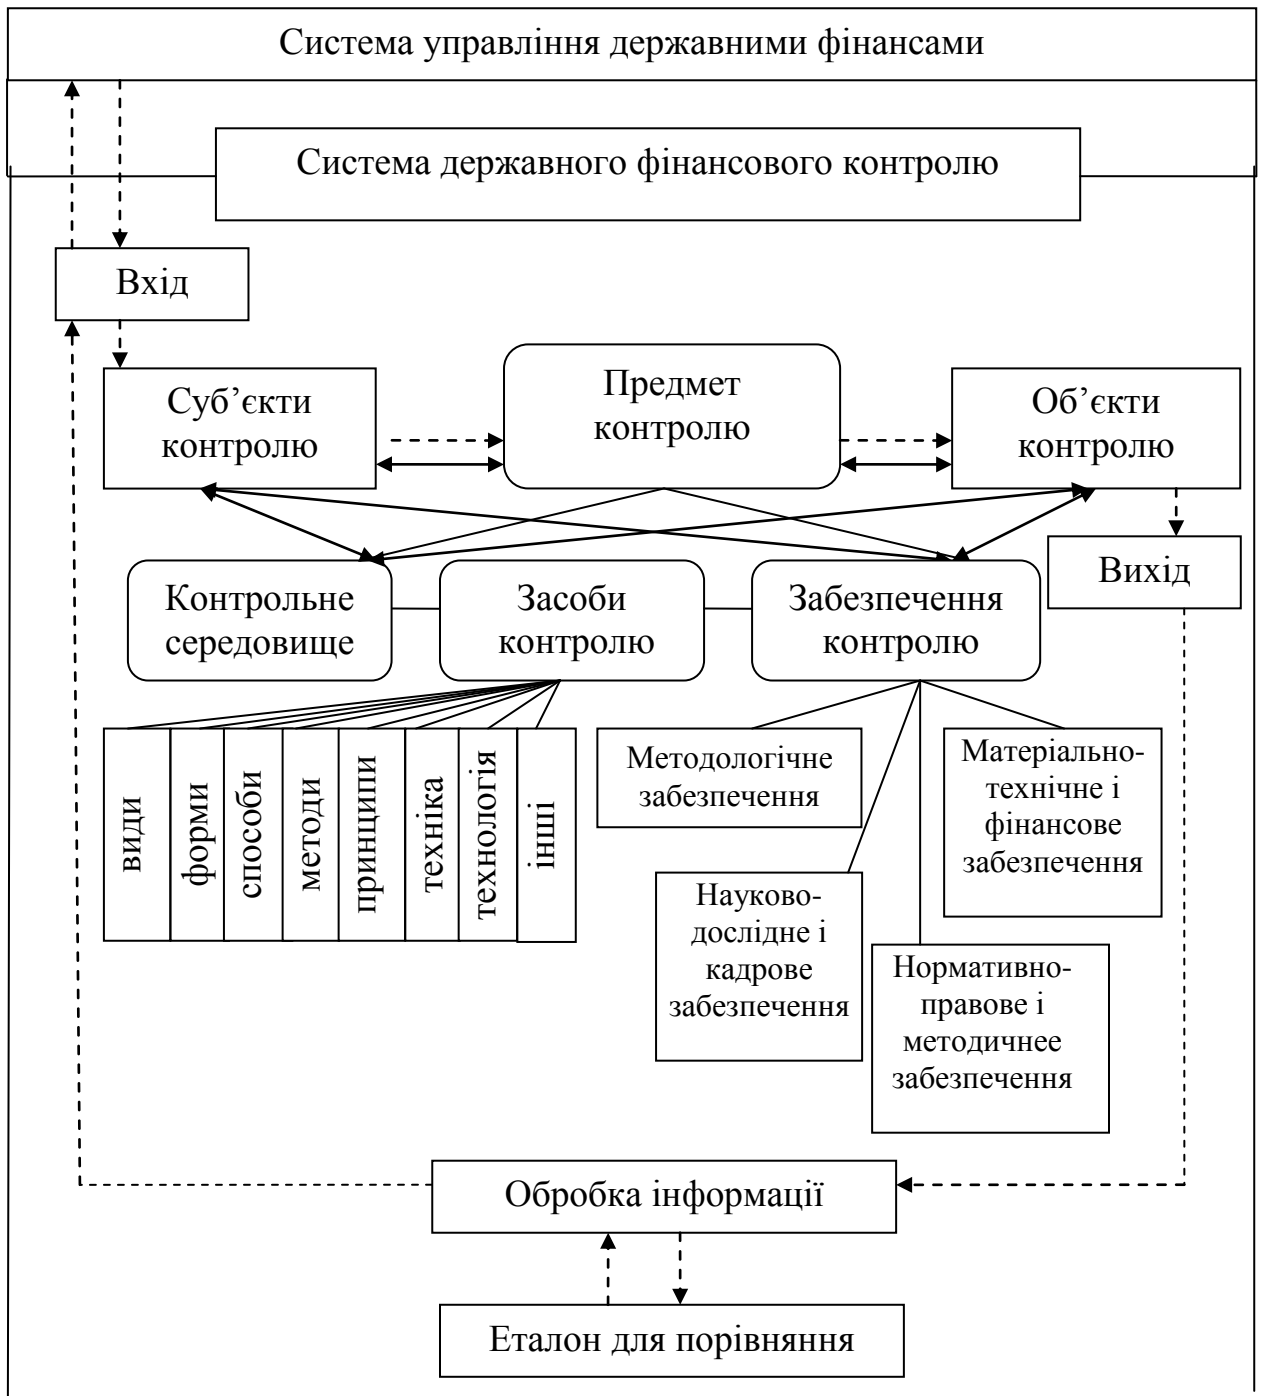 Система управління державними фінансами
Система державного фінансового контролю
Вхід
Суб’єкти
контролю
Предмет
контролю
Об’єкти
контролю
Контрольне
середовище
Засоби
контролю
Забезпечення
контролю
Вихід
види
форми
способи
методи
принципи
техніка
технологія
інші
Методологічне
забезпечення
Матеріально-
технічне і
фінансове
забезпечення
Науково-
дослідне і
кадрове
забезпечення
Нормативно-
правове і
методичнее
забезпечення
Обробка інформації
Еталон для порівняння